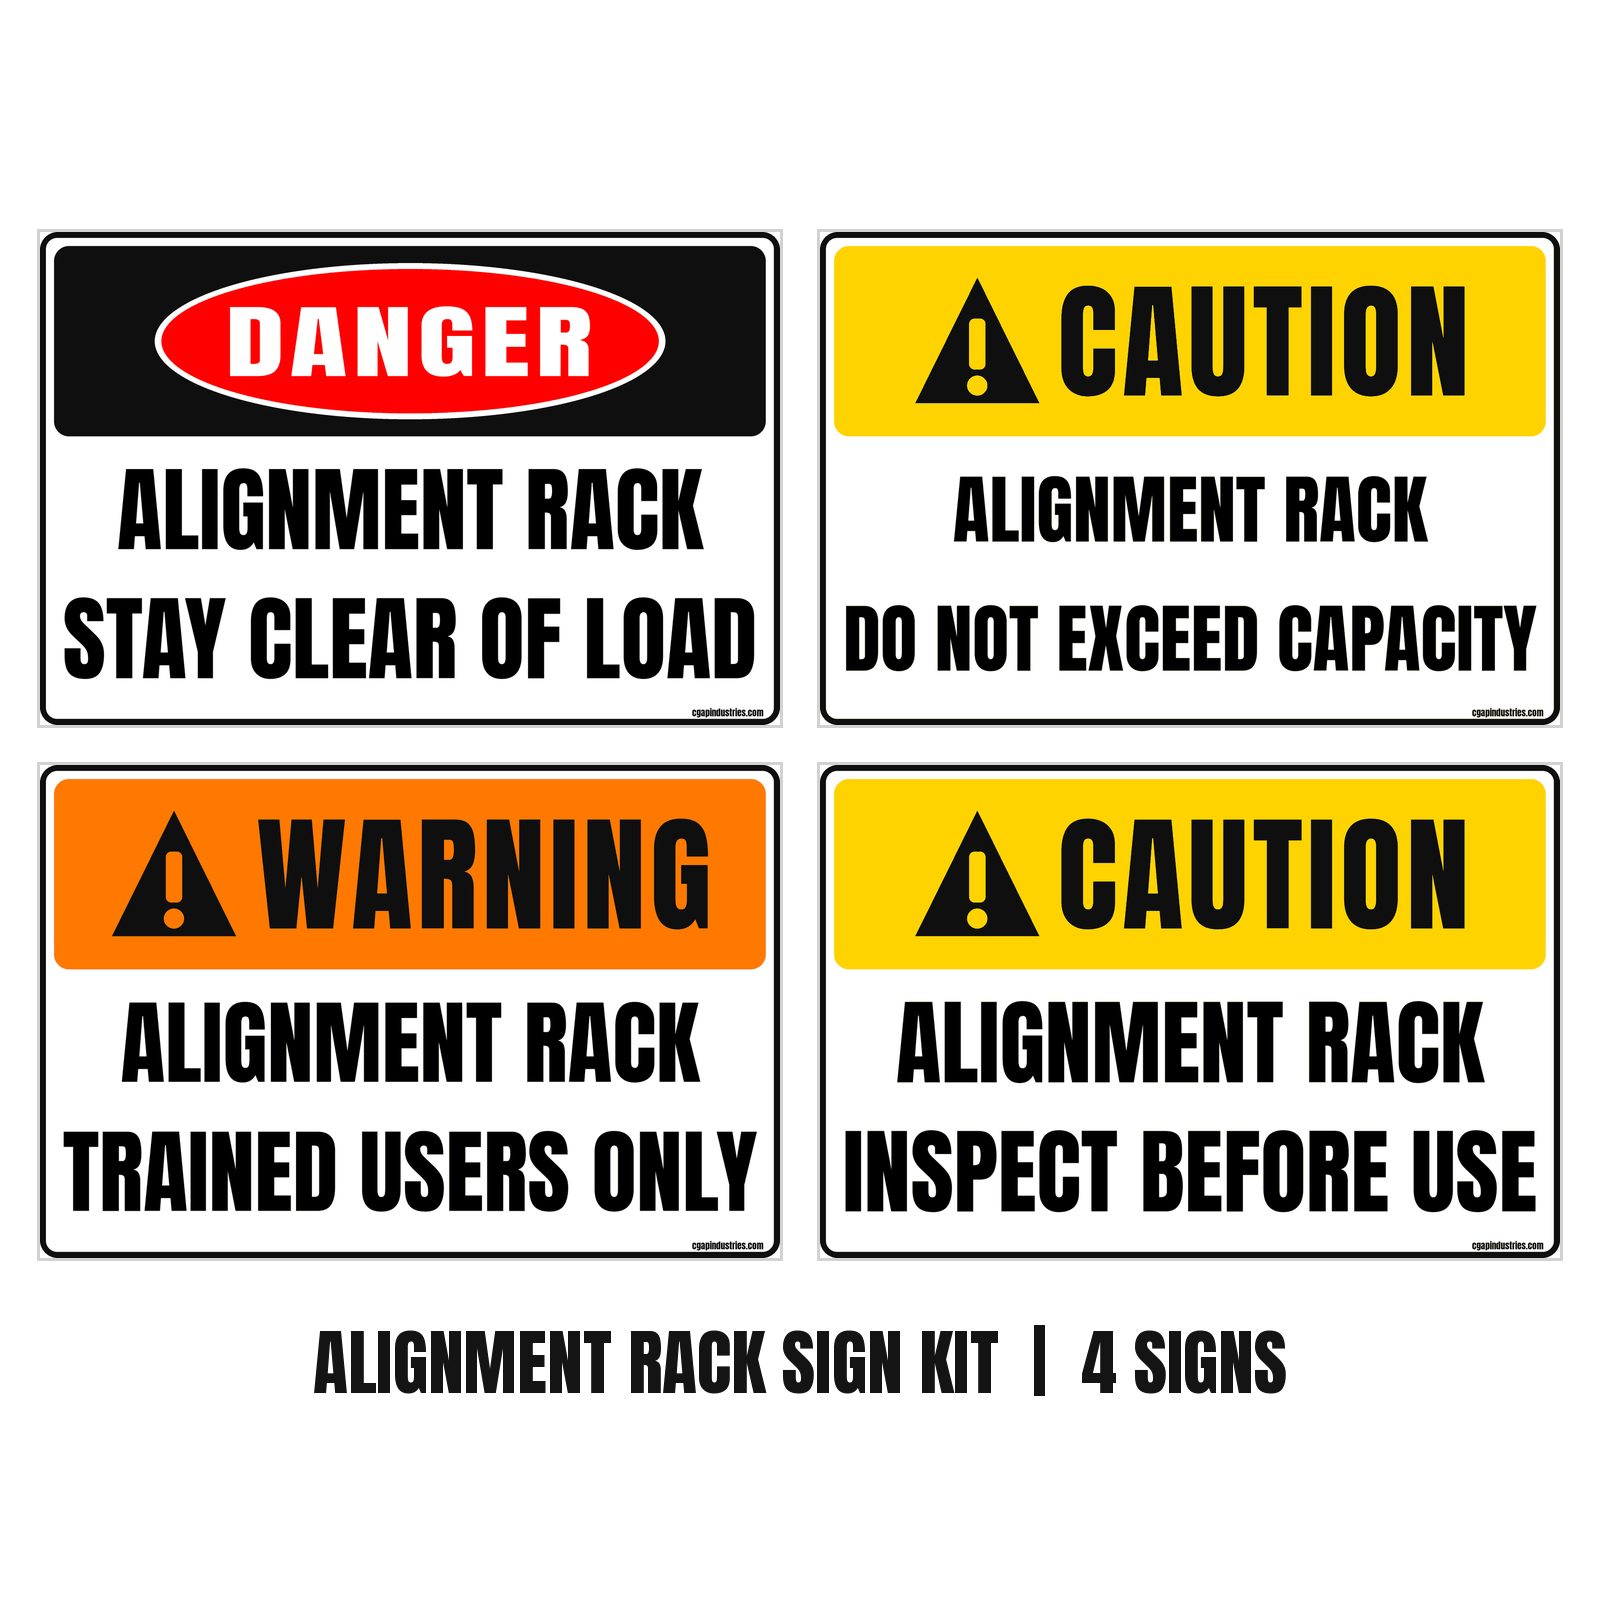 DANGER
ALIGNMENT RACK
STAY CLEAR OF LOAD
cgapindustries.com
CAUTION
ALIGNMENT RACK
DO NOT EXCEED CAPACITY
cgapindustries.com
WARNING
ALIGNMENT RACK
TRAINED USERS ONLY
cgapindustries.com
CAUTION
ALIGNMENT RACK
INSPECT BEFORE USE
cgapindustries.com
ALIGNMENT RACK SIGN KIT | 4 SIGNS